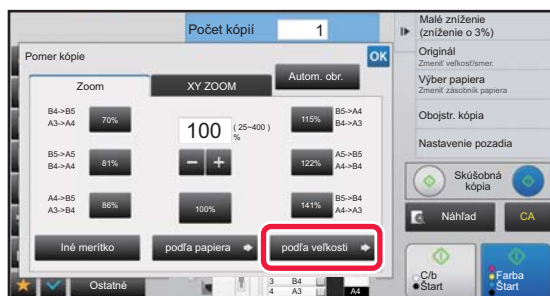 Počet kópií
1
Pomer kópie
OK
Zoom
XY ZOOM
Autom. obr.
B4->B5
A3->A4
70%
B5->A5
B4->A4
81%
A4->B5
A3->B4
86%
100
(25~400)
%
100%
115%
B5->A4
B4->A3
122%
A5->B5
A4->B4
141%
B5->B4
A4->A3
Iné merítko
podľa papiera
podľa veľkosti
Ostatné
3 B4
4 A3
A4
Malé zníženie
(zníženie o 3%)
Originál
Zmeniť veľkosť/smer.
Výber papiera
Zmeniť zásobník papiera
Obojstr. kópia
Nastavenie pozadia
Skúšobná
kópia
Náhľad
CA
C/b
Štart
Farba
Štart